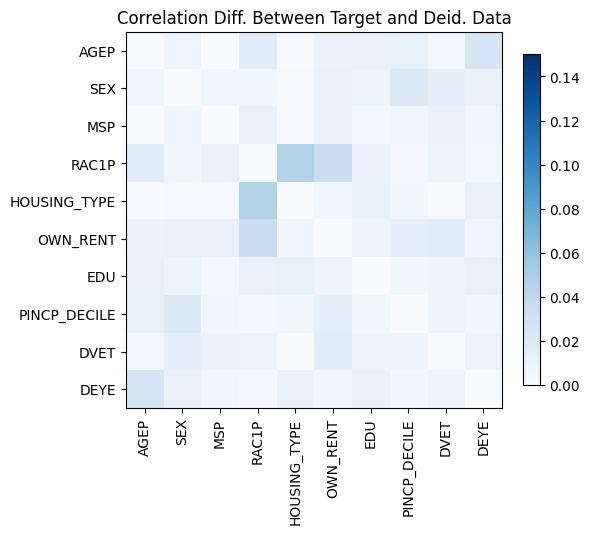 Correlation Diff. Between Target and Deid. Data
AGEP
SEX
MSP
RAC1P
HOUSING_TYPE
OWN_RENT
EDU
PINCP_DECILE
DVET
DEYE
AGEP
SEX
MSP
RAC1P
HOUSING_TYPE
OWN_RENT
EDU
PINCP_DECILE
DVET
DEYE
0.14
0.12
0.10
0.08
0.06
0.04
0.02
0.00